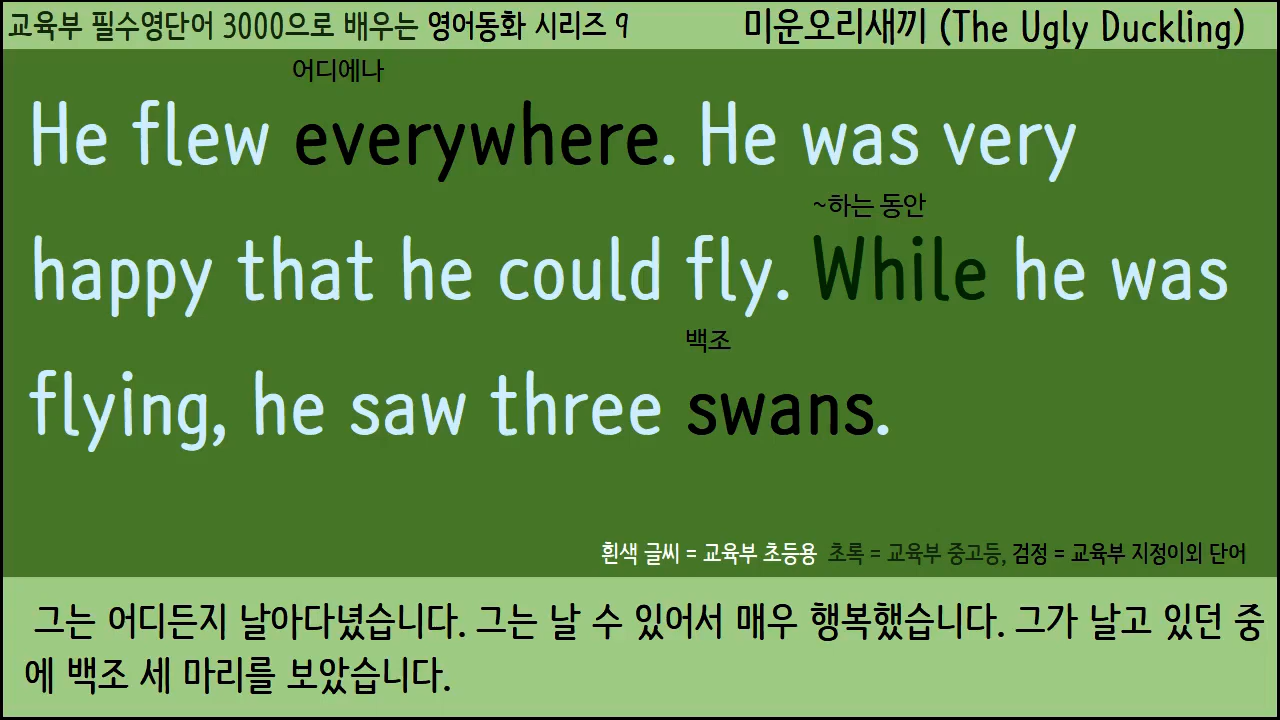 교육부 필수영단어 3000으로 배우는 영어동화 시리즈 9 미운오리새끼 (The Ugly Duckling)
어디에나
He flew everywhere. He was very
~하는 동안
happy that he could fly. While he was
백조
flying, he saw three swans.
흰색 글씨 = 교육부 초등용 초록 = 교육부 중고등, 검정 = 교육부 지정이외 단어
그는 어디든지 날아다녔습니다. 그는 날 수 있어서 매우 행복했습니다. 그가 날고 있던 중
에 백조 세 마리를 보았습니다.